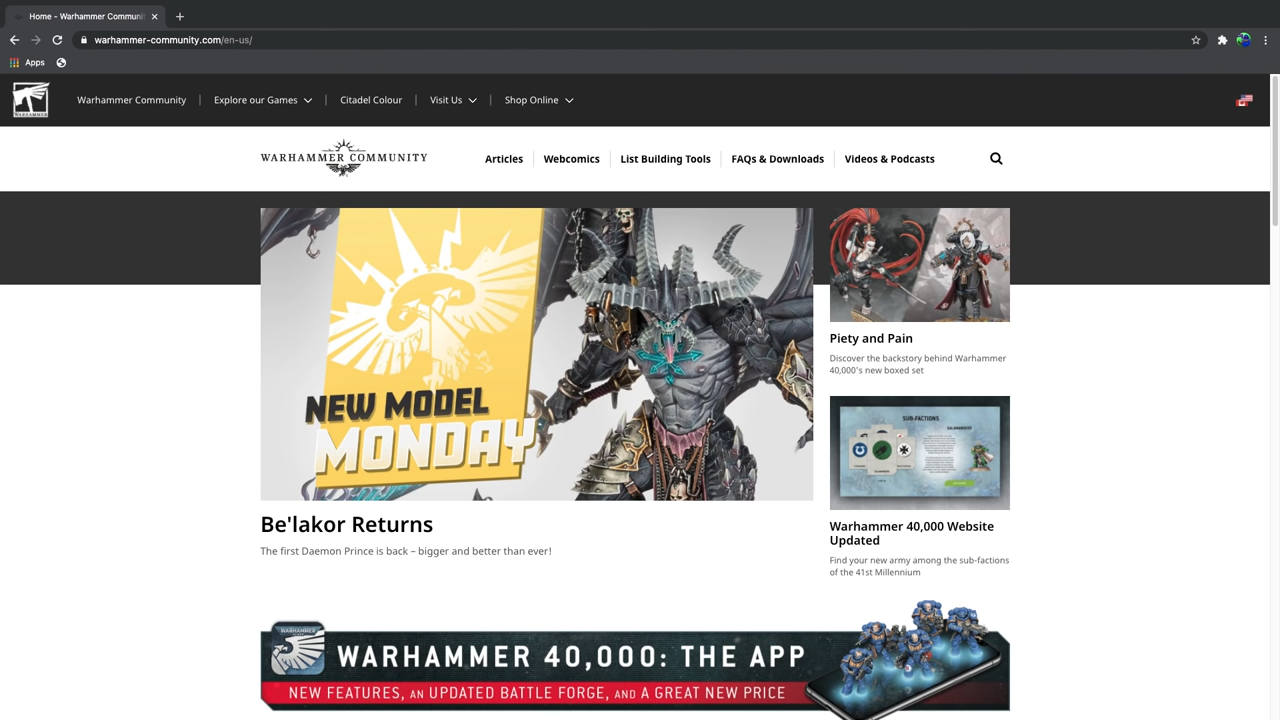 Home - Warhammer Communi
warhammer-community.com/en-us/
Apps
WARHAMMER
Warhammer Community
Explore our Games
Citadel Colour
Visit Us
Shop Online
WARHAMMER COMMUNITY
Articles
Webcomics
List Building Tools
FAQs & Downloads
Videos & Podcasts
NEW MODEL
MONDAY
Piety and Pain
Discover the backstory behind Warhammer
40,000's new boxed set
SUB-FACTIONS
SALAMANDERS
Be'lakor Returns
The first Daemon Prince is back – bigger and better than ever!
Warhammer 40,000 Website
Updated
Find your new army among the sub-factions
of the 41st Millennium
WARHAMMER
WARHAMMER 40,000: THE APP
NEW FEATURES, AN UPDATED BATTLE FORGE, AND A GREAT NEW PRICE